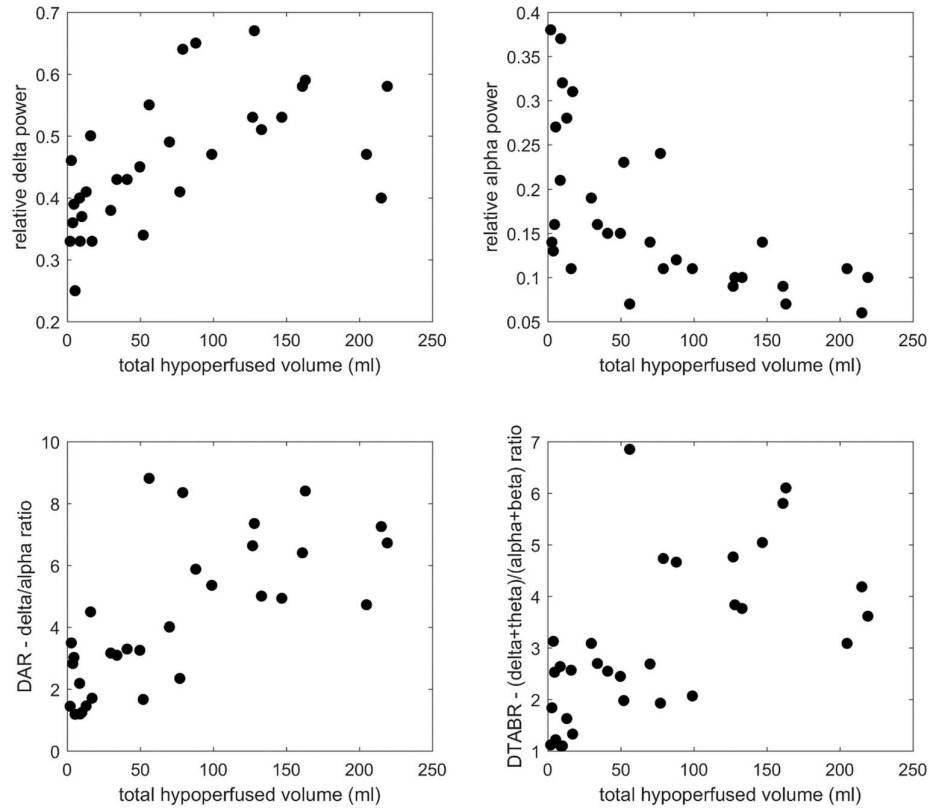 0.7
0.6
0.5
0.4
0.3
0.2
relative delta power
0 50 100 150 200 250
total hypoperfused volume (ml)
0.4
0.35
0.3
0.25
0.2
0.15
0.1
0.05
relative alpha power
0 50 100 150 200 250
total hypoperfused volume (ml)
10
8
6
4
2
0
DAR - delta/alpha ratio
0 50 100 150 200 250
total hypoperfused volume (ml)
7
6
5
4
3
2
1
DTABR - (delta+theta)/(alpha+beta) ratio
0 50 100 150 200 250
total hypoperfused volume (ml)